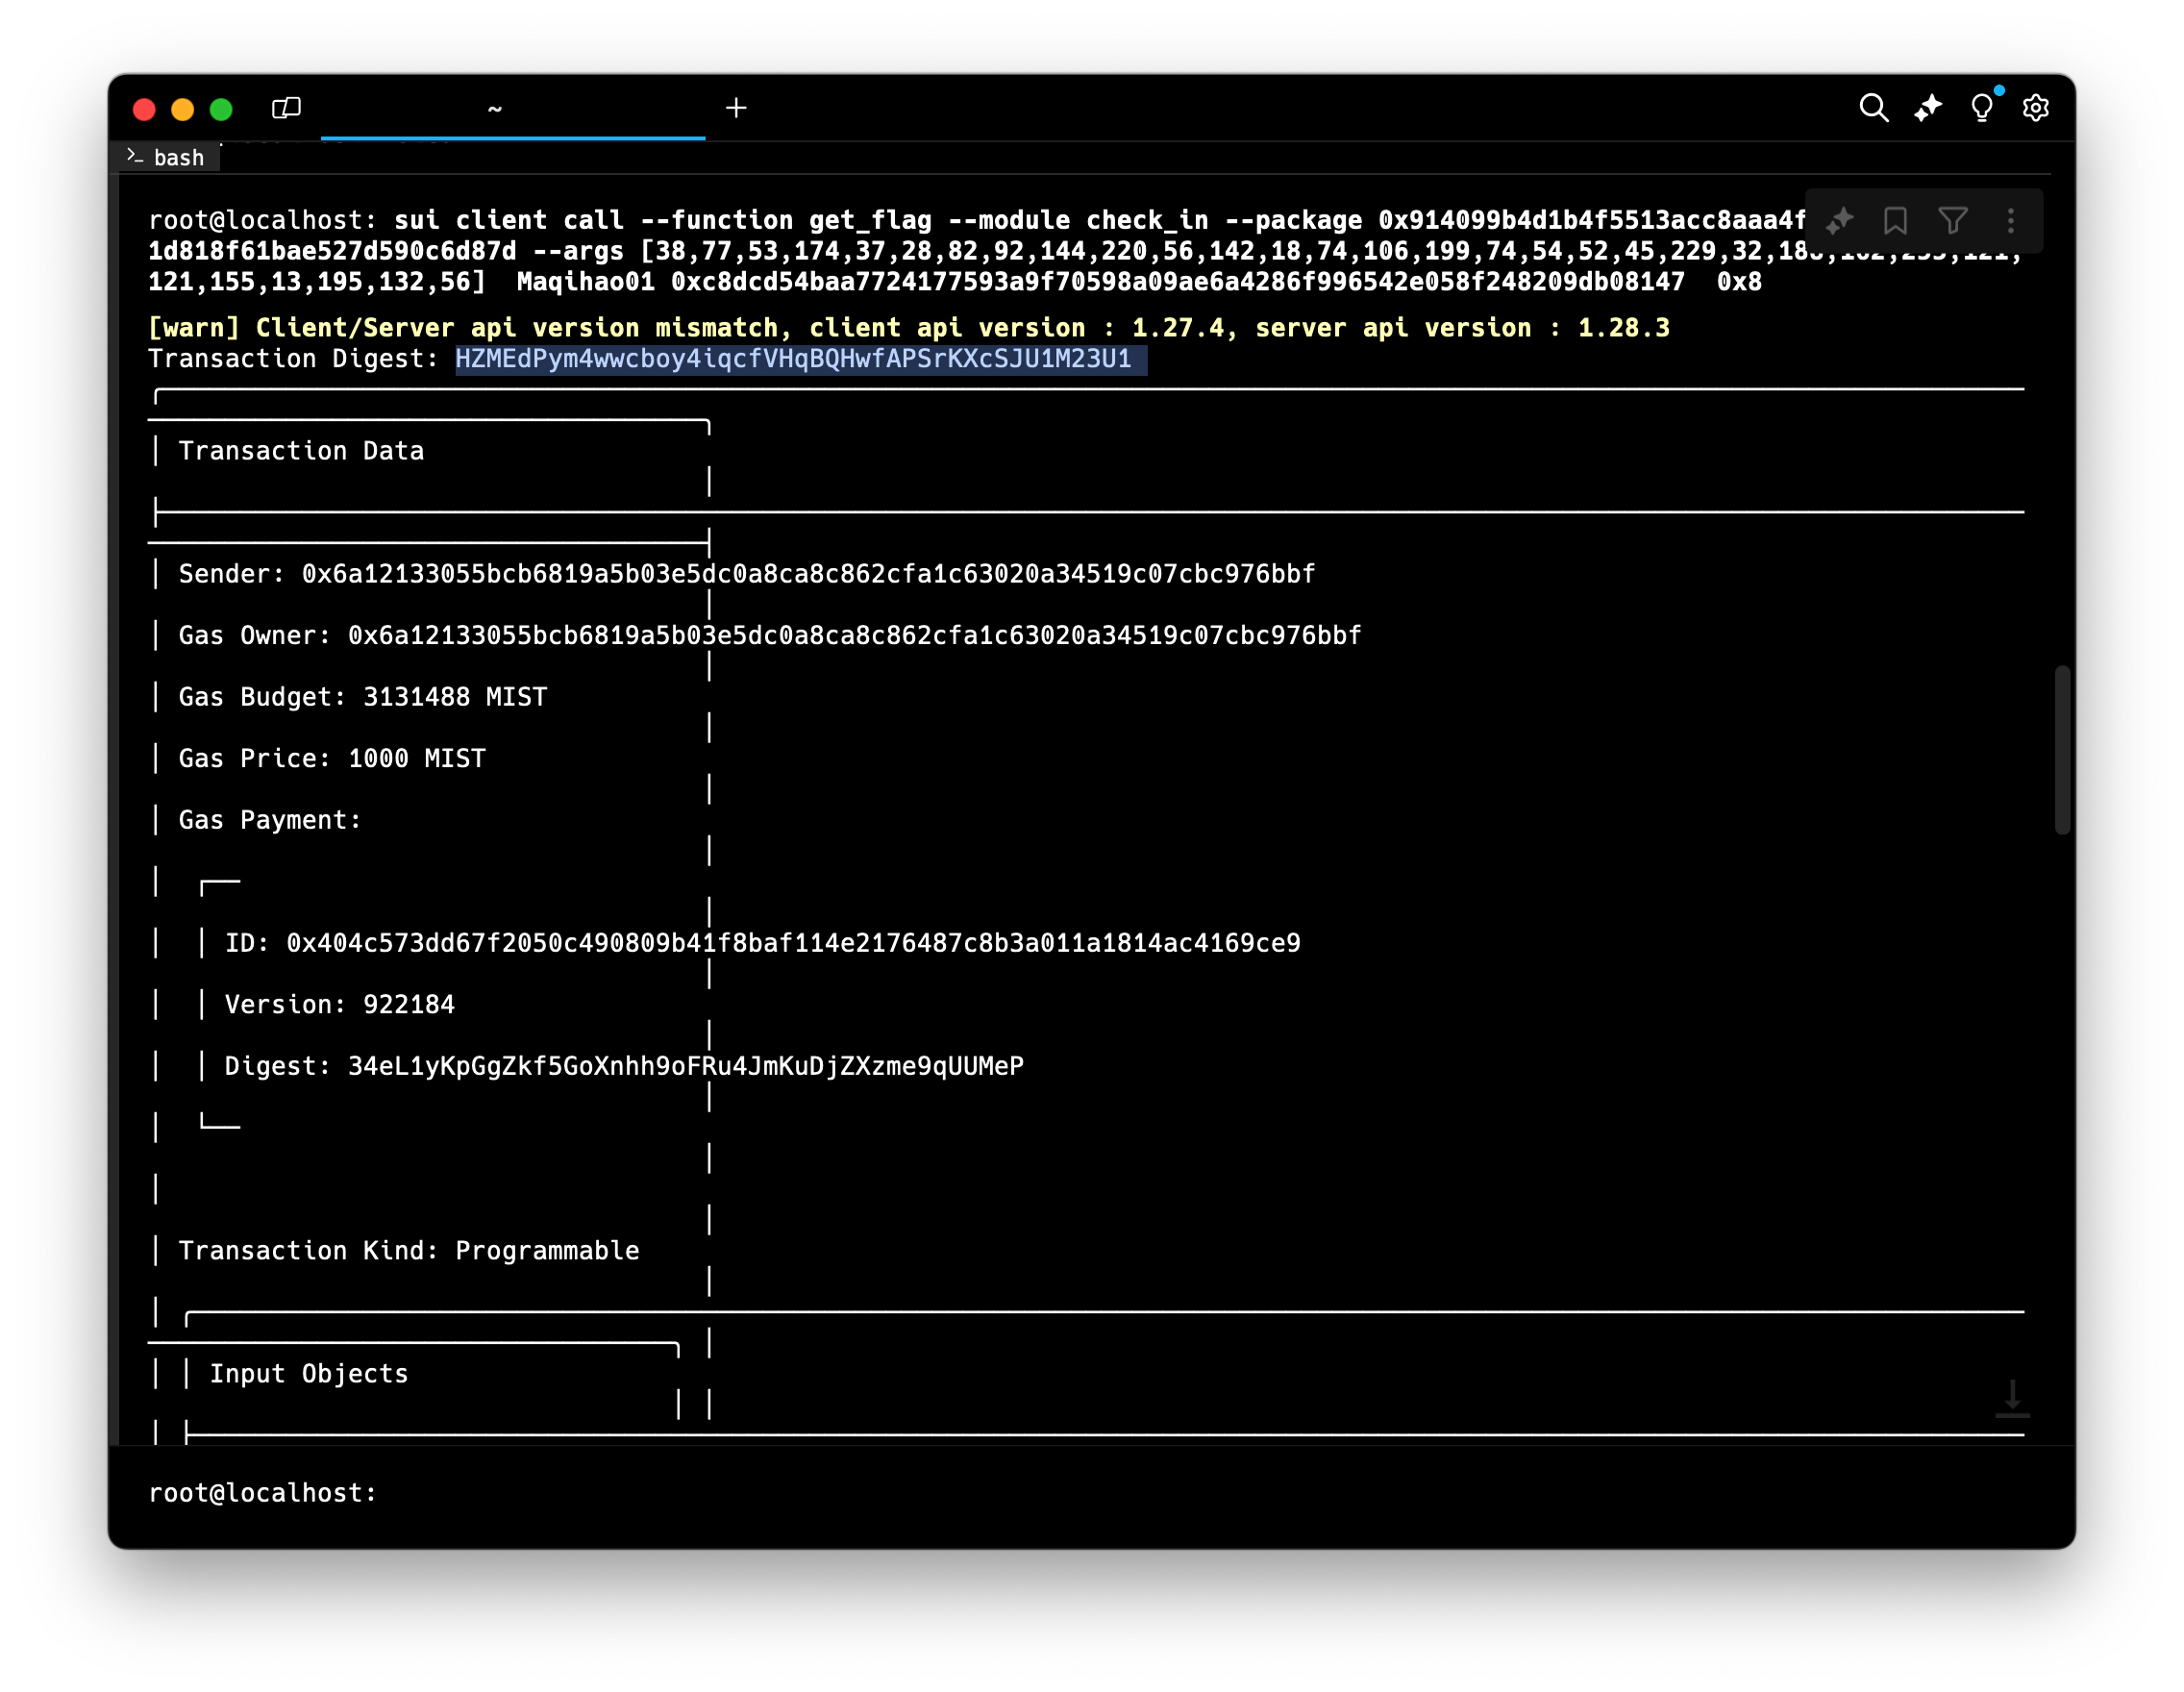 ~
bash
root@localhost: sui client call --function get_flag --module check_in --package 0x914099b4d1b4f5513acc8aaa4f
1d818f61bae527d590c6d87d --args [38,77,53,174,37,28,82,92,144,220,56,142,18,74,106,199,74,54,52,45,229,32,
121,155,13,195,132,56]  Maqihao01 0xc8dcd54baa7724177593a9f70598a09ae6a4286f996542e058f248209db08147  0x8
[warn] Client/Server api version mismatch, client api version : 1.27.4, server api version : 1.28.3
Transaction Digest: HZMEdPym4wwcboy4iqcfVHqBQHwfAPSrKXcSJU1M23U1
Transaction Data
Sender: 0x6a12133055bcb6819a5b03e5dc0a8ca8c862cfa1c63020a34519c07cbc976bbf
Gas Owner: 0x6a12133055bcb6819a5b03e5dc0a8ca8c862cfa1c63020a34519c07cbc976bbf
Gas Budget: 3131488 MIST
Gas Price: 1000 MIST
Gas Payment:
ID: 0x404c573dd67f2050c490809b41f8baf114e2176487c8b3a011a1814ac4169ce9
Version: 922184
Digest: 34eL1yKpGgZkf5GoXnhh9oFRu4JmKuDjZXzme9qUUMeP
Transaction Kind: Programmable
Input Objects
root@localhost: